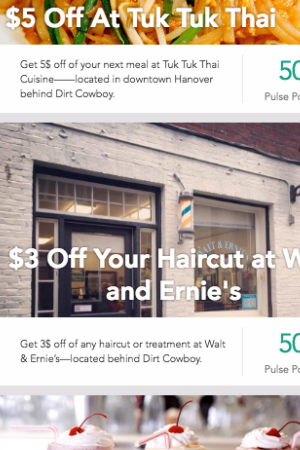 $5 Off At Tuk Tuk Thai
Get 5$ off of your next meal at Tuk Tuk Thai
Cuisine——located in downtown Hanover
behind Dirt Cowboy.
50
Pulse Po
$3 Off Your Haircut at W
and Ernie's
Get 3$ off of any haircut or treatment at Walt
& Ernie's—located behind Dirt Cowboy.
50
Pulse Po